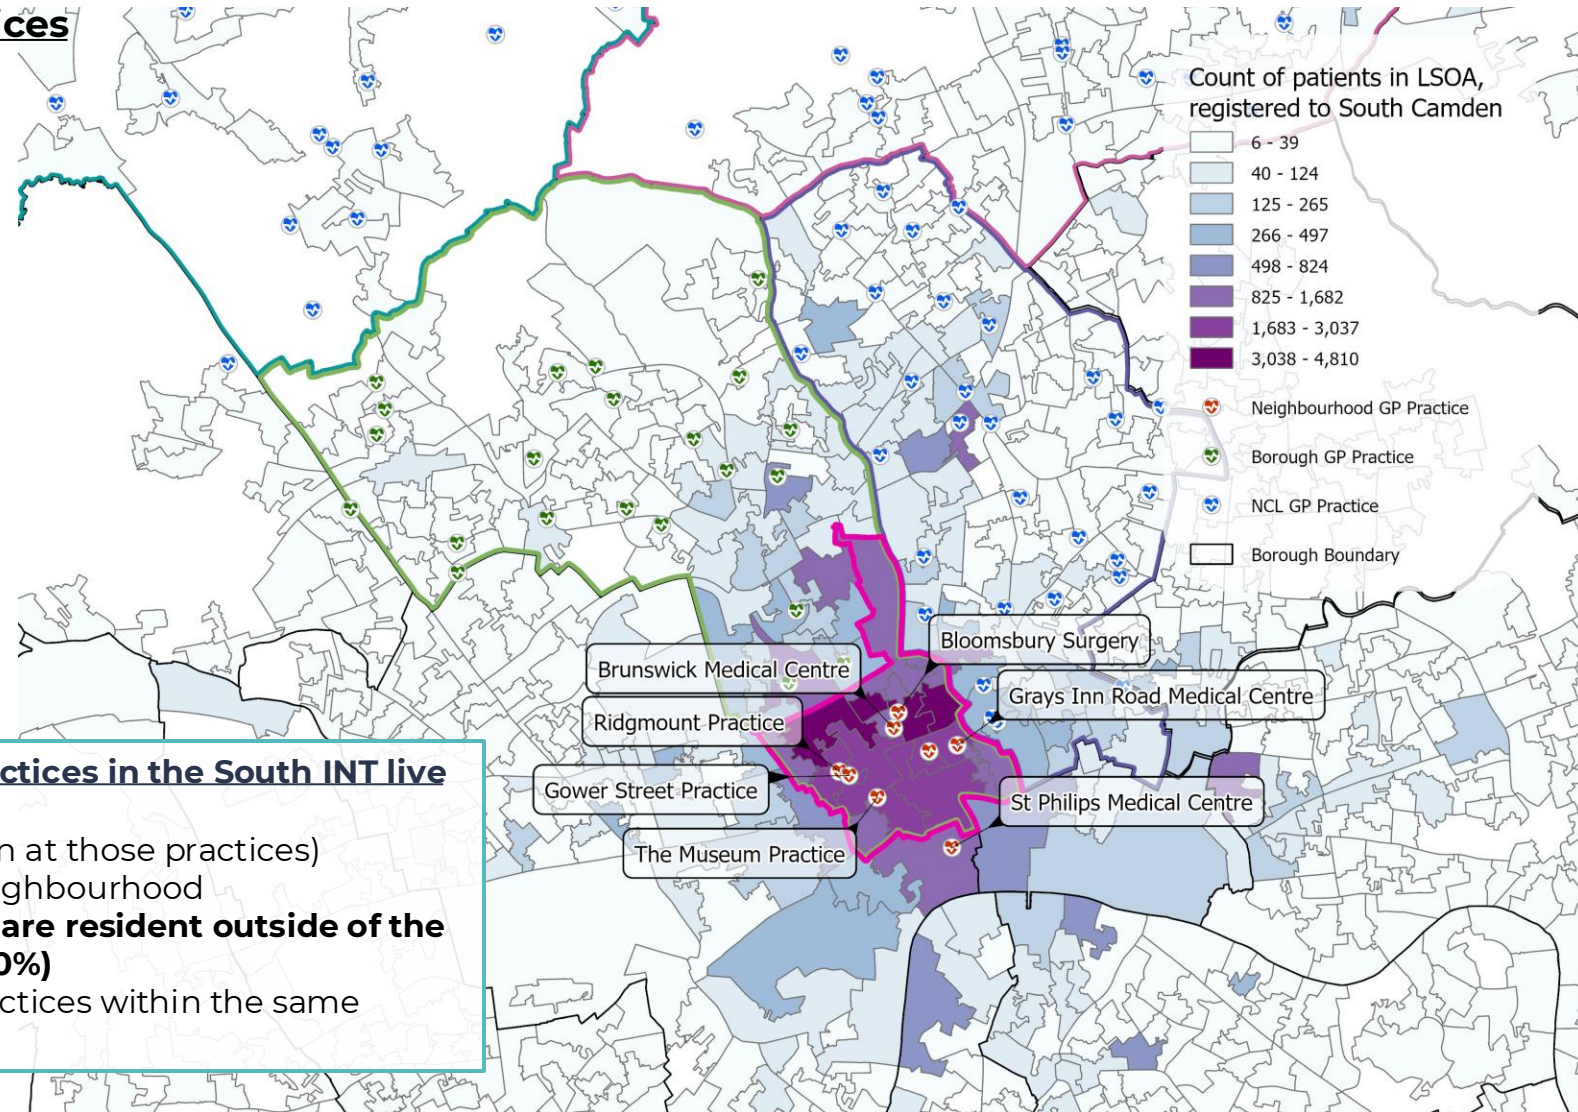 ices
Count of patients in LSOA,
registered to South Camden
6 - 39
40 - 124
125 - 265
266 - 497
498 - 824
825 - 1,682
1,683 - 3,037
3,038 - 4,810
Neighbourhood GP Practice
Borough GP Practice
NCL GP Practice
Borough Boundary
Bloomsbury Surgery
Brunswick Medical Centre
Grays Inn Road Medical Centre
Ridgmount Practice
Gower Street Practice
St Philips Medical Centre
The Museum Practice
ctices in the South INT live
n at those practices)
ighbourhood
are resident outside of the
0%)
ctices within the same